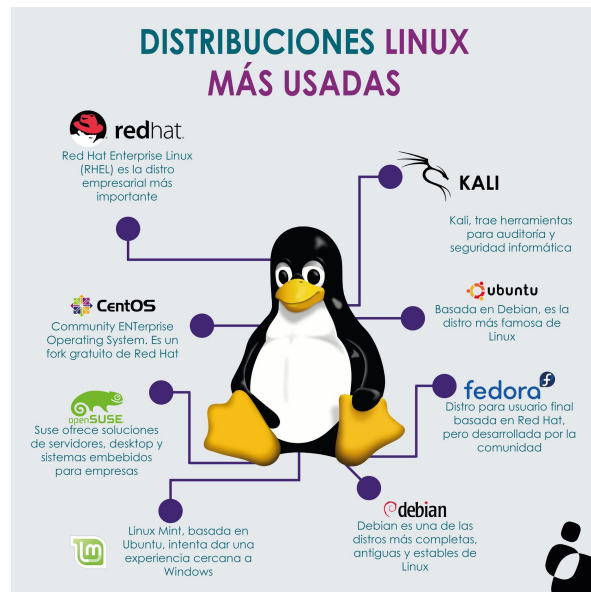 DISTRIBUCIONES LINUX
MÁS USADAS
redhat.
Red Hat Enterprise Linux
(RHEL) es la distro
empresarial más
importante
KALI
Kali, trae herramientas
para auditoría y
seguridad informática
CentOS
Community ENTerprise
Operating System. Es un
fork gratuito de Red Hat
ubuntu
Basada en Debian, es la
distro más famosa de
Linux
openSUSE
Suse ofrece soluciones
de servidores, desktop y
sistemas embebidos
para empresas
fedora
Distro para usuario final
basada en Red Hat,
pero desarrollada por la
comunidad
Linux Mint, basada en
Ubuntu, intenta dar una
experiencia cercana a
Windows
debian
Debian es una de las
distros más completas,
antiguas y estables de
Linux